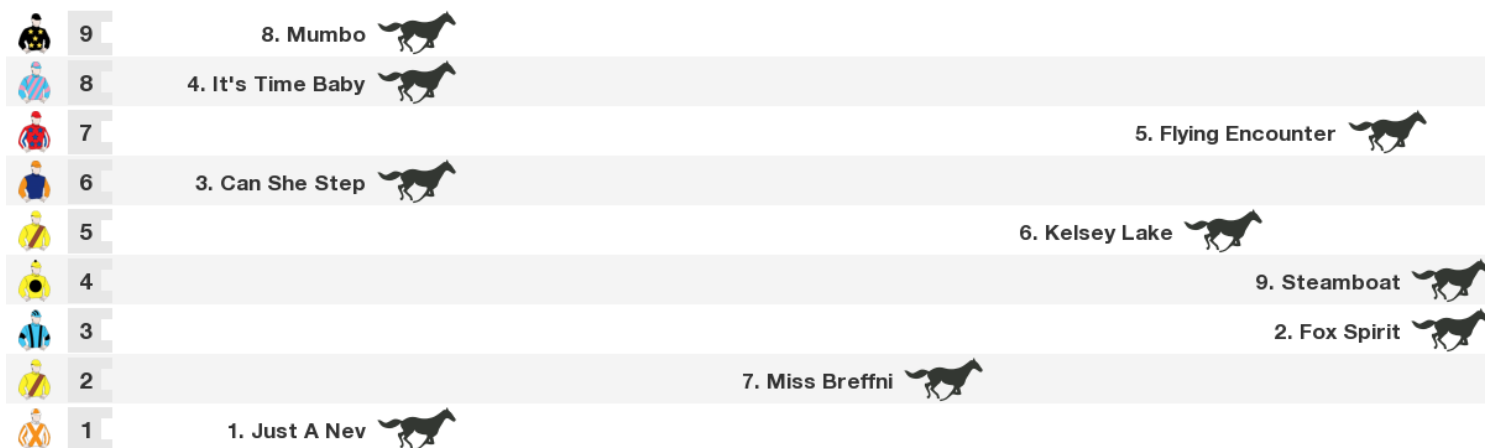 9 8. Mumbo
8 4. It's Time Baby
7 5. Flying Encounter
6 3. Can She Step
5 6. Kelsey Lake
4 9. Steamboat
3 2. Fox Spirit
2 7. Miss Breffni
1 1. Just A Nev